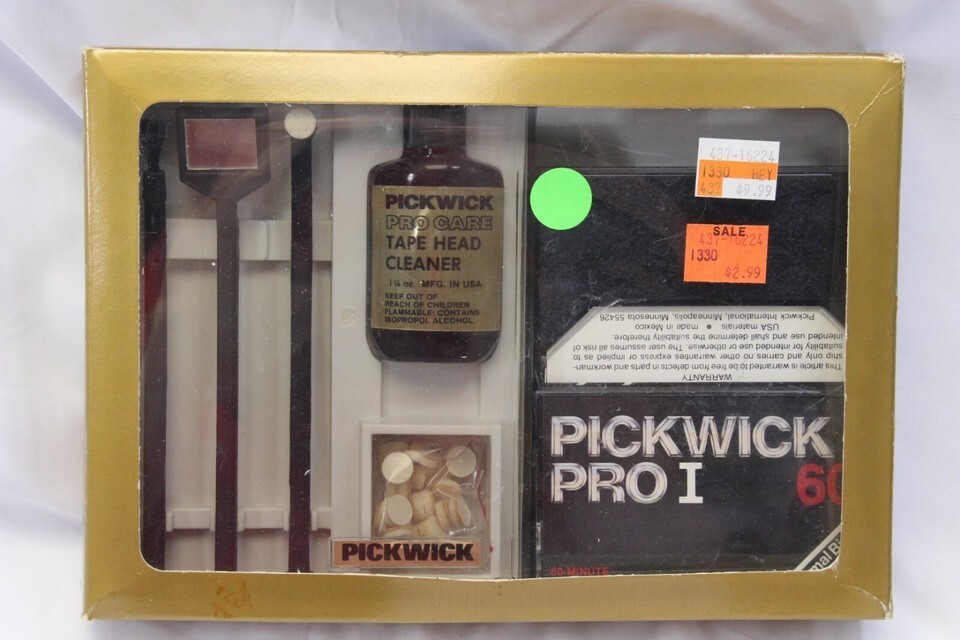 PICKWICK
PRO CARE
TAPE HEAD
CLEANER
1¼ oz. MFG. IN USA
KEEP OUT OF
REACH OF CHILDREN
FLAMMABLE: CONTAINS
ISOPROPOL ALCOHOL
PICKWICK
437-16224
1330 HEY
437 $9.99
SALE
437-16224
1330
$2.99
WARRANTY
This article is warranted to be free from defects in parts and workman-
ship only and carries no other warranties express or implied as to
suitability for intended use or otherwise. The user assumes all risk of
intended use and shall determine the suitability therefore.
USA materials • made in Mexico
Pickwick International, Minneapolis, Minnesota 55426
PICKWICK
PRO I 60
60-MINUTE